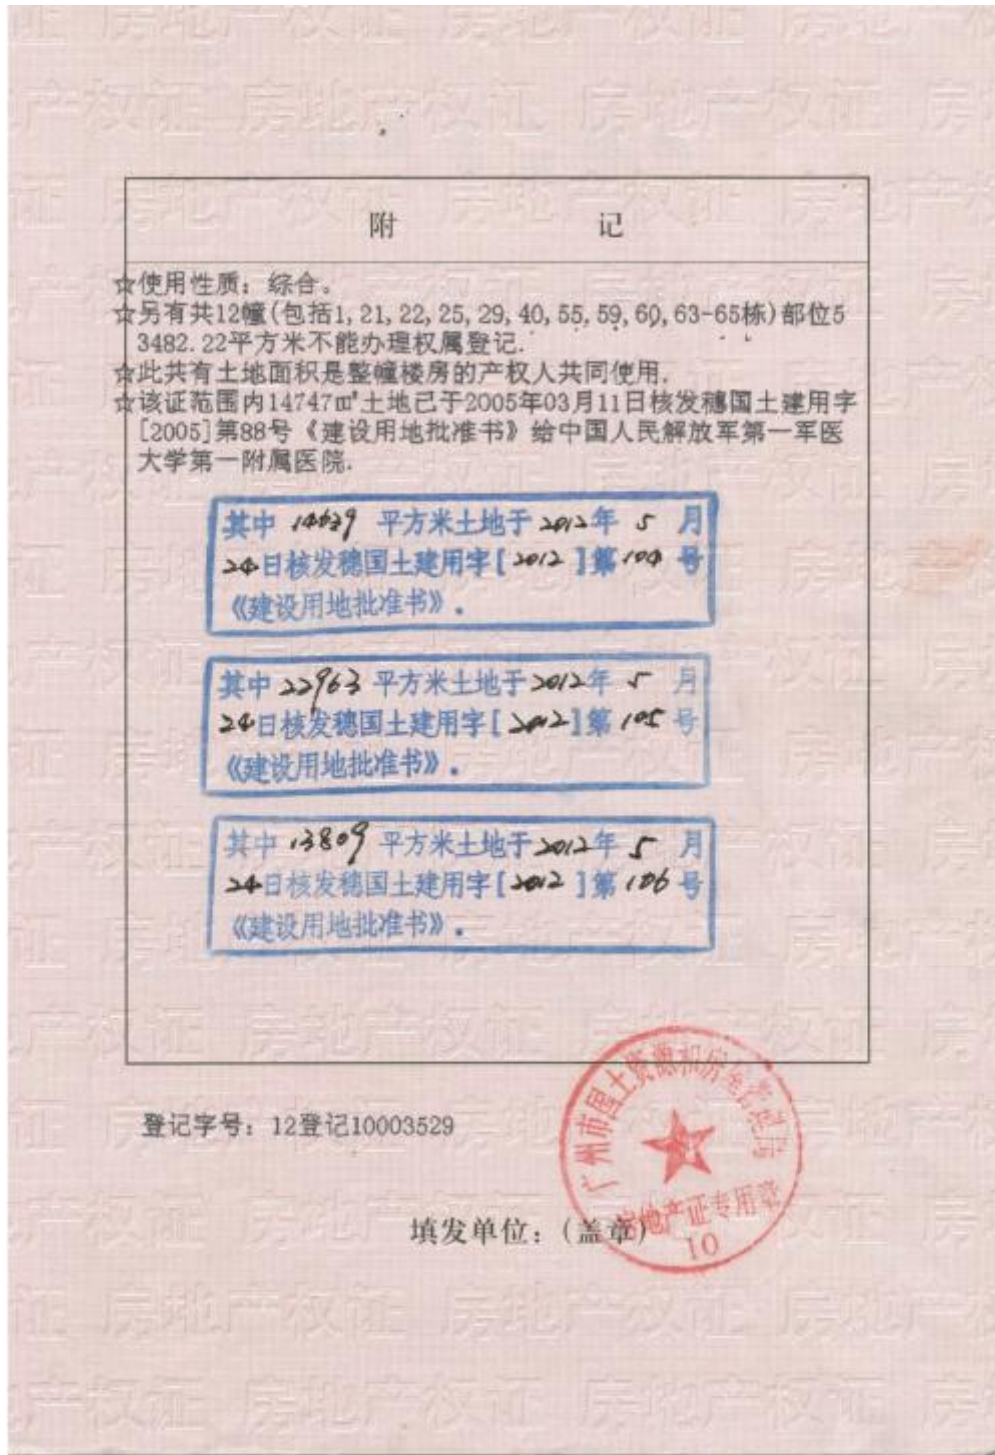 附 记
☆使用性质：综合。
☆另有共12幢(包括1,21,22,25,29,40,55,59,60,63-65栋)部位5
3482.22平方米不能办理权属登记.
☆此共有土地面积是整幢楼房的产权人共同使用.
☆该证范围内14747㎡土地已于2005年03月11日核发穗国土建用字
[2005]第88号《建设用地批准书》给中国人民解放军第一军医
大学第一附属医院.
其中 14629 平方米土地于 2012年 5 月
24日核发穗国土建用字[ 2012 ]第 104 号
《建设用地批准书》.
其中 22963 平方米土地于 2012年 5 月
24日核发穗国土建用字[ 2012 ]第 105 号
《建设用地批准书》.
其中 13809 平方米土地于 2012年 5 月
24日核发穗国土建用字[ 2012 ]第 106 号
《建设用地批准书》.
登记字号：12登记10003529
广州市国土资源和房屋管理局
填发单位：(盖章)
房地产证专用章
10